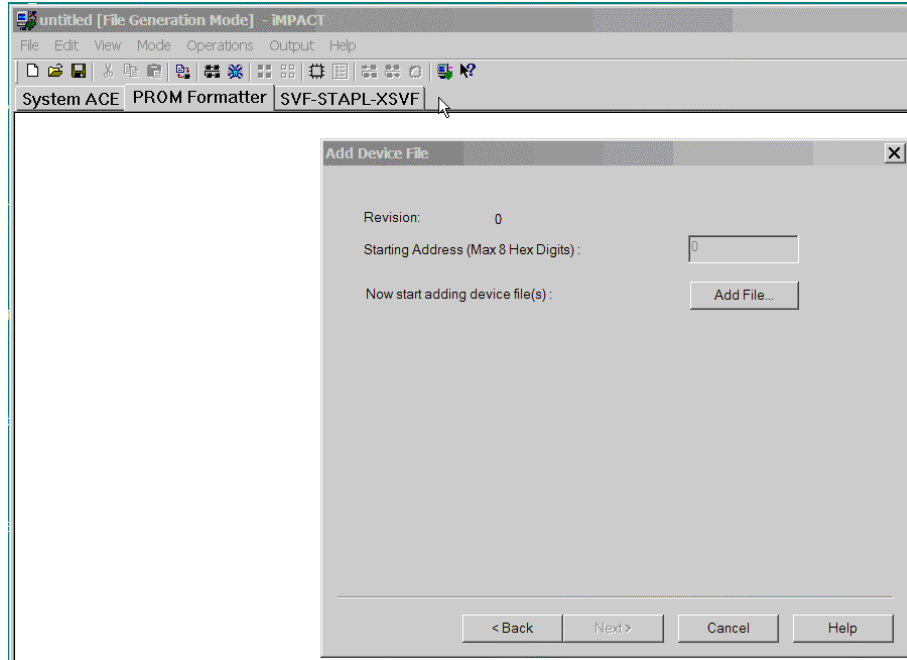 untitled [File Generation Mode] - iMPACT
File Edit View Mode Operations Output Help
System ACE PROM Formatter SVF-STAPL-XSVF
Add Device File
Revision: 0
Starting Address (Max 8 Hex Digits) : 0
Now start adding device file(s) : Add File...
< Back Next > Cancel Help